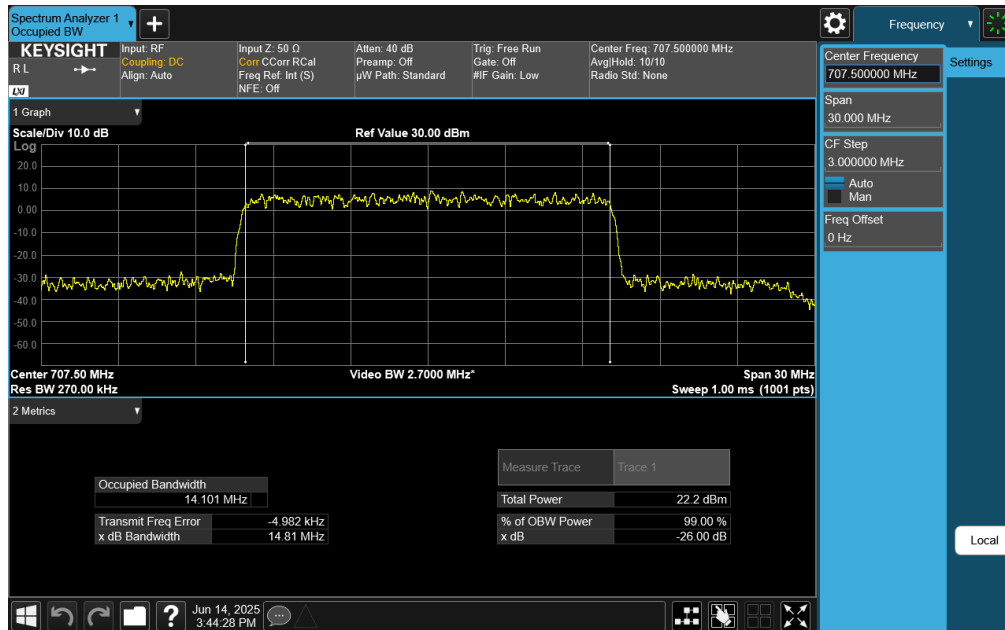 Spectrum Analyzer 1
Occupied BW
Frequency
KEYSIGHT
R L
LXI
Input: RF
Coupling: DC
Align: Auto
Input Z: 50 Ω
Corr CCorr RCal
Freq Ref: Int (S)
NFE: Off
Atten: 40 dB
Preamp: Off
µW Path: Standard
Trig: Free Run
Gate: Off
#IF Gain: Low
Center Freq: 707.500000 MHz
Avg|Hold: 10/10
Radio Std: None
Center Frequency
707.500000 MHz
Settings
Span
30.000 MHz
CF Step
3.000000 MHz
Auto
Man
Freq Offset
0 Hz
Local
1 Graph
Scale/Div 10.0 dB
Ref Value 30.00 dBm
Log
20.0
10.0
0.00
-10.0
-20.0
-30.0
-40.0
-50.0
-60.0
Center 707.50 MHz
Video BW 2.7000 MHz*
Span 30 MHz
Res BW 270.00 kHz
Sweep 1.00 ms (1001 pts)
2 Metrics
Measure Trace
Trace 1
Occupied Bandwidth
14.101 MHz
Total Power
22.2 dBm
Transmit Freq Error
-4.982 kHz
% of OBW Power
99.00 %
x dB Bandwidth
14.81 MHz
x dB
-26.00 dB
?
Jun 14, 2025
3:44:28 PM